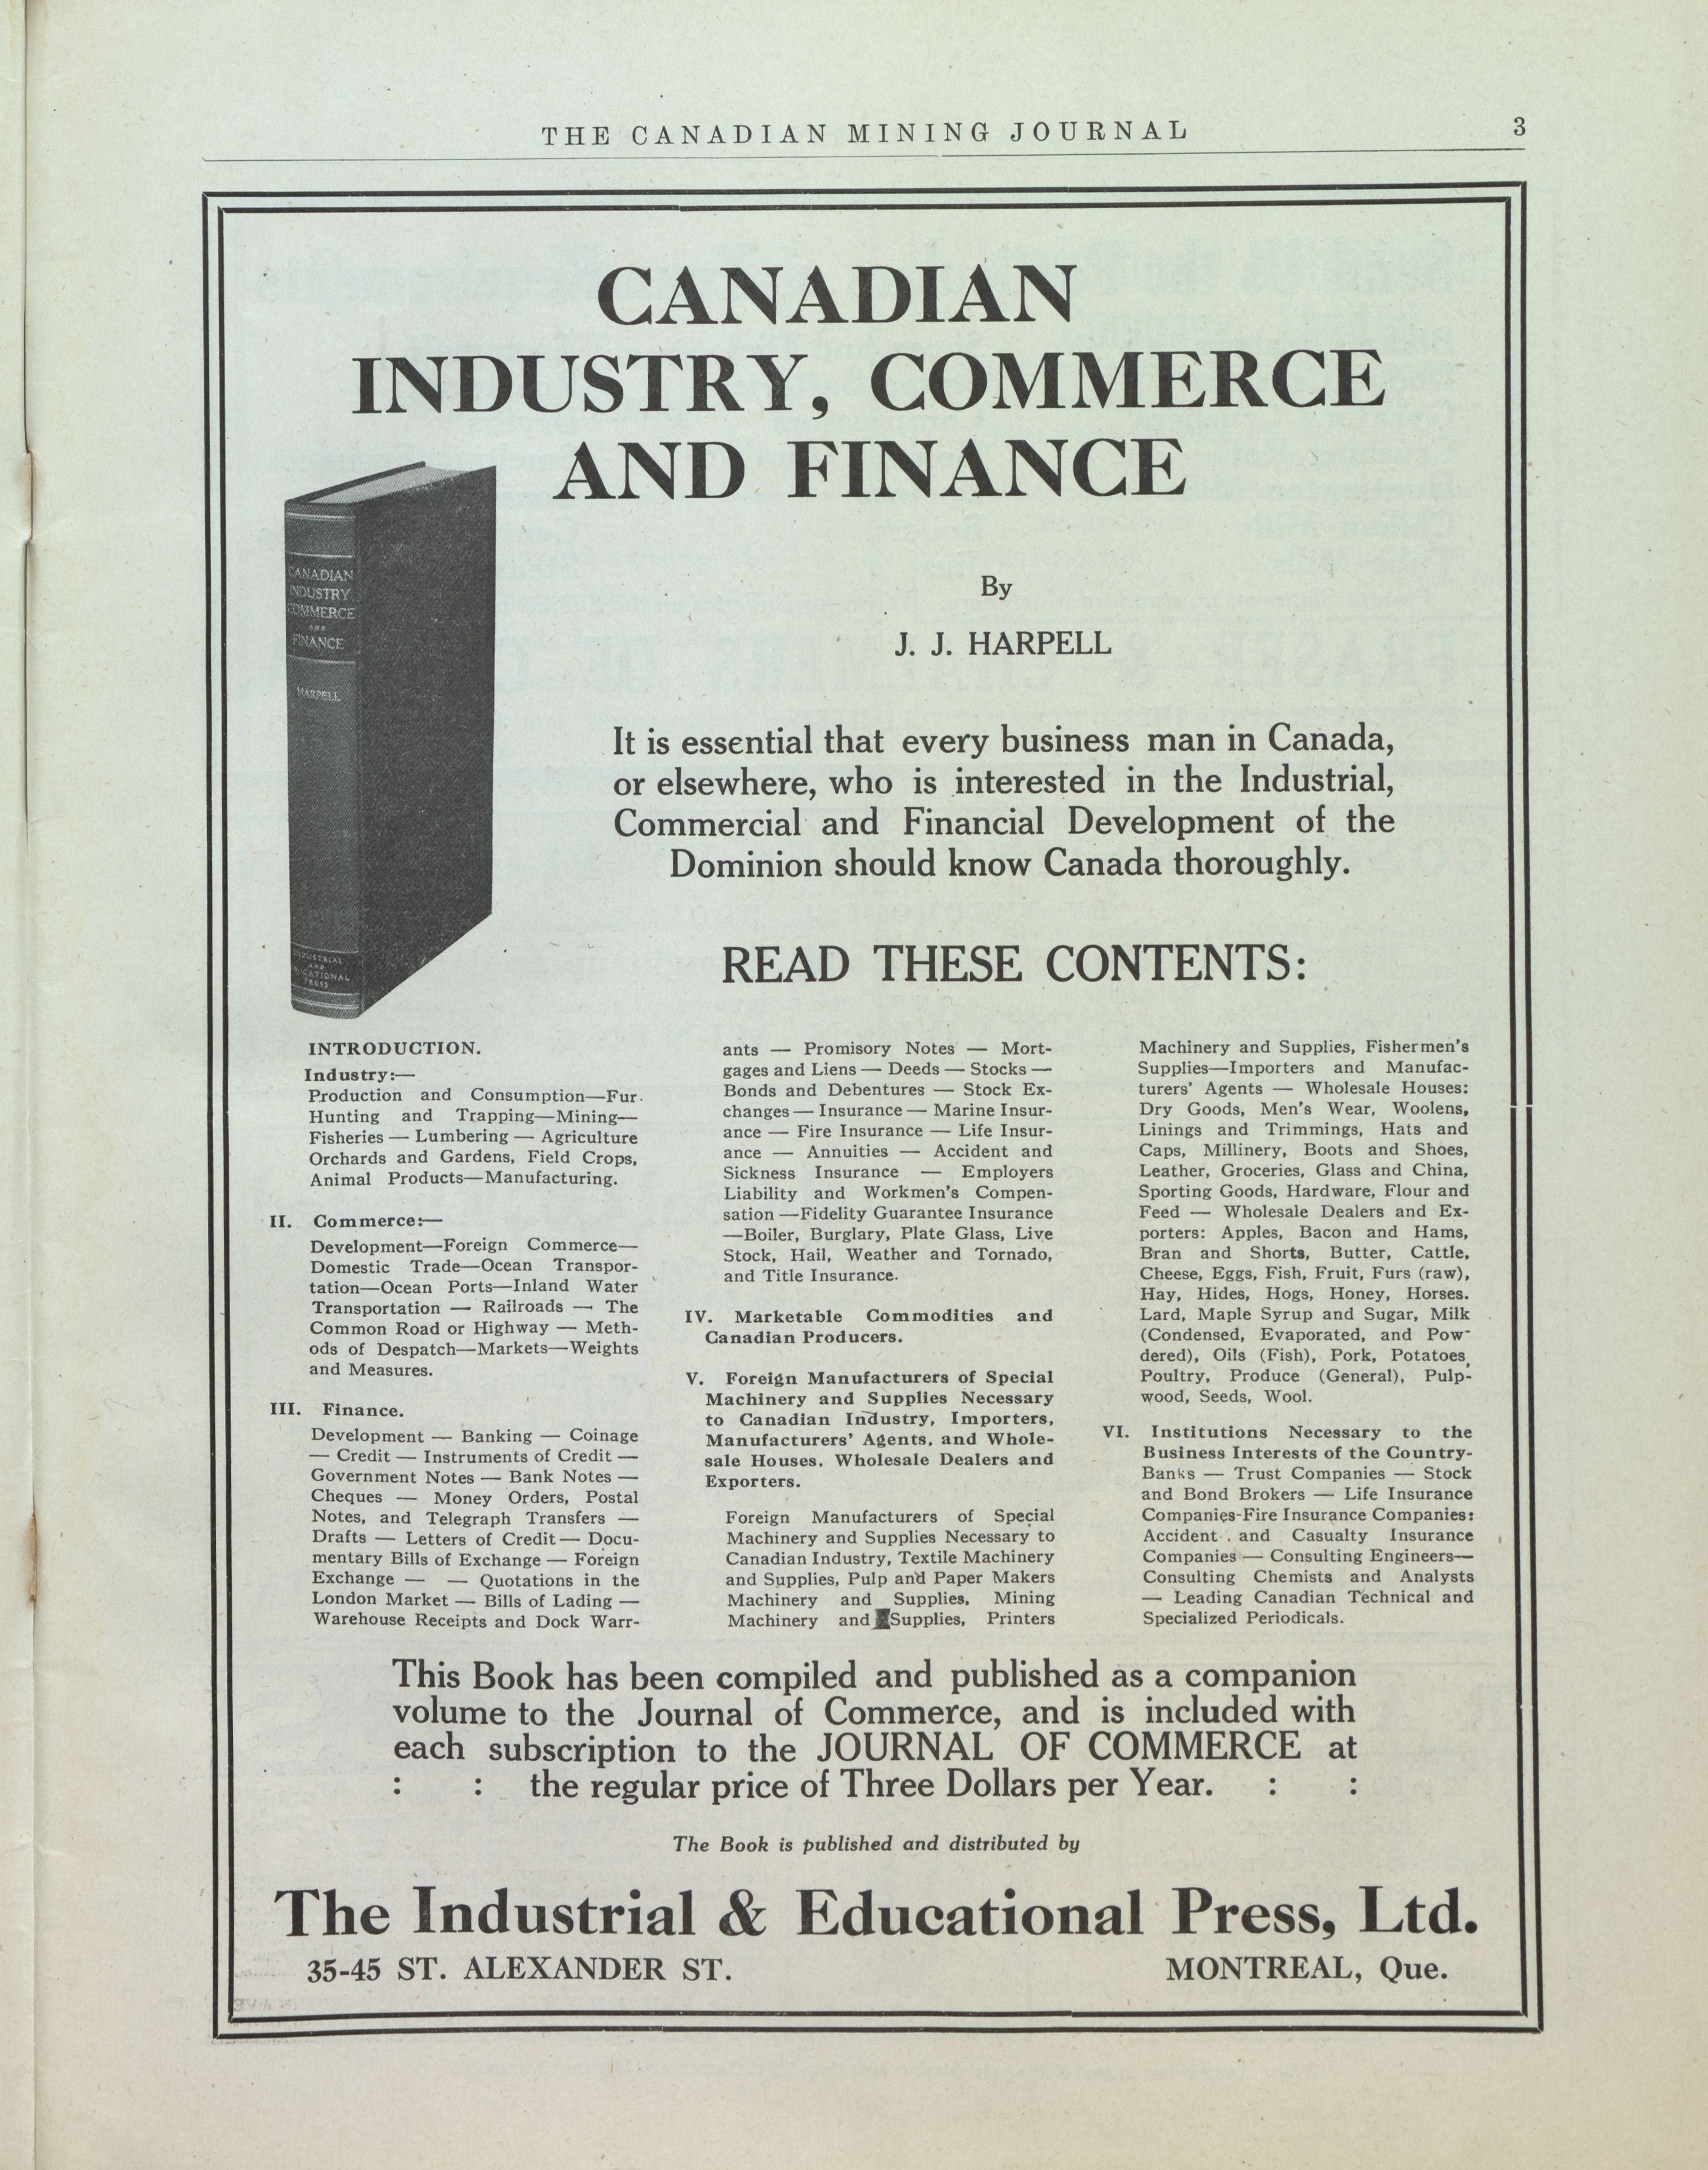 THE CANADIAN MINING JOURNAL 3
CANADIAN
INDUSTRY, COMMERCE
AND FINANCE
CANADIAN
INDUSTRY
COMMERCE
AND
FINANCE
HARPELL
INDUSTRIAL
AND
EDUCATIONAL
PRESS
By
J. J. HARPELL
It is essential that every business man in Canada,
or elsewhere, who is interested in the Industrial,
Commercial and Financial Development of the
Dominion should know Canada thoroughly.
READ THESE CONTENTS:
INTRODUCTION.
Industry:—
Production and Consumption—Fur.
Hunting and Trapping—Mining—
Fisheries — Lumbering — Agriculture
Orchards and Gardens, Field Crops,
Animal Products—Manufacturing.
II. Commerce:—
Development—Foreign Commerce—
Domestic Trade—Ocean Transpor-
tation—Ocean Ports—Inland Water
Transportation — Railroads — The
Common Road or Highway — Meth-
ods of Despatch—Markets—Weights
and Measures.
III. Finance.
Development — Banking — Coinage
— Credit — Instruments of Credit —
Government Notes — Bank Notes —
Cheques — Money Orders, Postal
Notes, and Telegraph Transfers —
Drafts — Letters of Credit — Docu-
mentary Bills of Exchange — Foreign
Exchange — — Quotations in the
London Market — Bills of Lading —
Warehouse Receipts and Dock Warr-
ants — Promisory Notes — Mort-
gages and Liens — Deeds — Stocks —
Bonds and Debentures — Stock Ex-
changes — Insurance — Marine Insur-
ance — Fire Insurance — Life Insur-
ance — Annuities — Accident and
Sickness Insurance — Employers
Liability and Workmen's Compen-
sation —Fidelity Guarantee Insurance
—Boiler, Burglary, Plate Glass, Live
Stock, Hail, Weather and Tornado,
and Title Insurance.
IV. Marketable Commodities and
Canadian Producers.
V. Foreign Manufacturers of Special
Machinery and Supplies Necessary
to Canadian Industry, Importers,
Manufacturers' Agents, and Whole-
sale Houses. Wholesale Dealers and
Exporters.
Foreign Manufacturers of Special
Machinery and Supplies Necessary to
Canadian Industry, Textile Machinery
and Supplies, Pulp and Paper Makers
Machinery and Supplies, Mining
Machinery and Supplies, Printers
Machinery and Supplies, Fishermen's
Supplies—Importers and Manufac-
turers' Agents — Wholesale Houses:
Dry Goods, Men's Wear, Woolens,
Linings and Trimmings, Hats and
Caps, Millinery, Boots and Shoes,
Leather, Groceries, Glass and China,
Sporting Goods, Hardware, Flour and
Feed — Wholesale Dealers and Ex-
porters: Apples, Bacon and Hams,
Bran and Shorts, Butter, Cattle,
Cheese, Eggs, Fish, Fruit, Furs (raw),
Hay, Hides, Hogs, Honey, Horses.
Lard, Maple Syrup and Sugar, Milk
(Condensed, Evaporated, and Pow-
dered), Oils (Fish), Pork, Potatoes,
Poultry, Produce (General), Pulp-
wood, Seeds, Wool.
VI. Institutions Necessary to the
Business Interests of the Country-
Banks — Trust Companies — Stock
and Bond Brokers — Life Insurance
Companies-Fire Insurance Companies:
Accident and Casualty Insurance
Companies — Consulting Engineers—
Consulting Chemists and Analysts
— Leading Canadian Technical and
Specialized Periodicals.
This Book has been compiled and published as a companion
volume to the Journal of Commerce, and is included with
each subscription to the JOURNAL OF COMMERCE at
: : the regular price of Three Dollars per Year. : :
The Book is published and distributed by
The Industrial & Educational Press, Ltd.
35-45 ST. ALEXANDER ST. MONTREAL, Que.